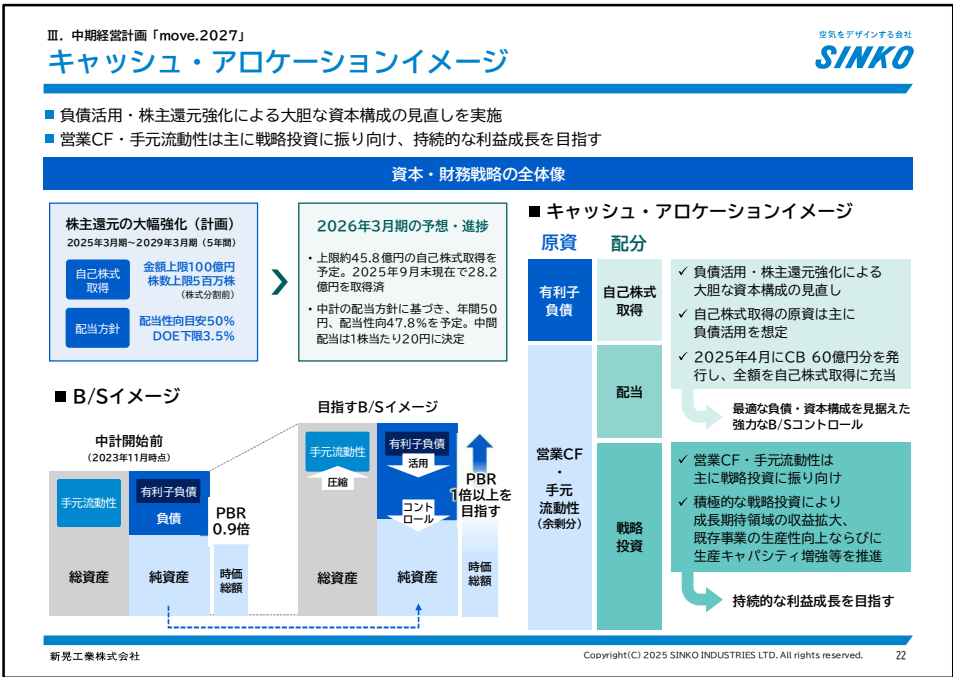 Ⅲ. 中期経営計画「move.2027」
キャッシュ・アロケーションイメージ
空気をデザインする会社
SINKO
■ 負債活用・株主還元強化による大胆な資本構成の見直しを実施
■ 営業CF・手元流動性は主に戦略投資に振り向け、持続的な利益成長を目指す
資本・財務戦略の全体像
株主還元の大幅強化（計画）
2025年3月期~2029年3月期（5年間）
自己株式
取得
金額上限100億円
株数上限5百万株
（株式分割前）
配当方針
配当性向目安50%
DOE下限3.5%
2026年3月期の予想・進捗
・上限約45.8億円の自己株式取得を
予定。2025年9月末現在で28.2
億円を取得済
・中計の配当方針に基づき、年間50
円、配当性向47.8%を予定。中間
配当は1株当たり20円に決定
■ B/Sイメージ
中計開始前
（2023年11月時点）
手元流動性
有利子負債
負債
PBR
0.9倍
総資産
純資産
時価
総額
目指すB/Sイメージ
手元流動性
圧縮
有利子負債
活用
コント
ロール
PBR
1倍以上を
目指す
総資産
純資産
時価
総額
■ キャッシュ・アロケーションイメージ
原資
配分
有利子
負債
自己株式
取得
配当
営業CF
・
手元
流動性
（余剰分）
戦略
投資
✓ 負債活用・株主還元強化による
大胆な資本構成の見直し
✓ 自己株式取得の原資は主に
負債活用を想定
✓ 2025年4月にCB 60億円分を発
行し、全額を自己株式取得に充当
最適な負債・資本構成を見据えた
強力なB/Sコントロール
✓ 営業CF・手元流動性は
主に戦略投資に振り向け
✓ 積極的な戦略投資により
成長期待領域の収益拡大、
既存事業の生産性向上ならびに
生産キャパシティ増強等を推進
持続的な利益成長を目指す
新晃工業株式会社
Copyright(C) 2025 SINKO INDUSTRIES LTD. All rights reserved.
22